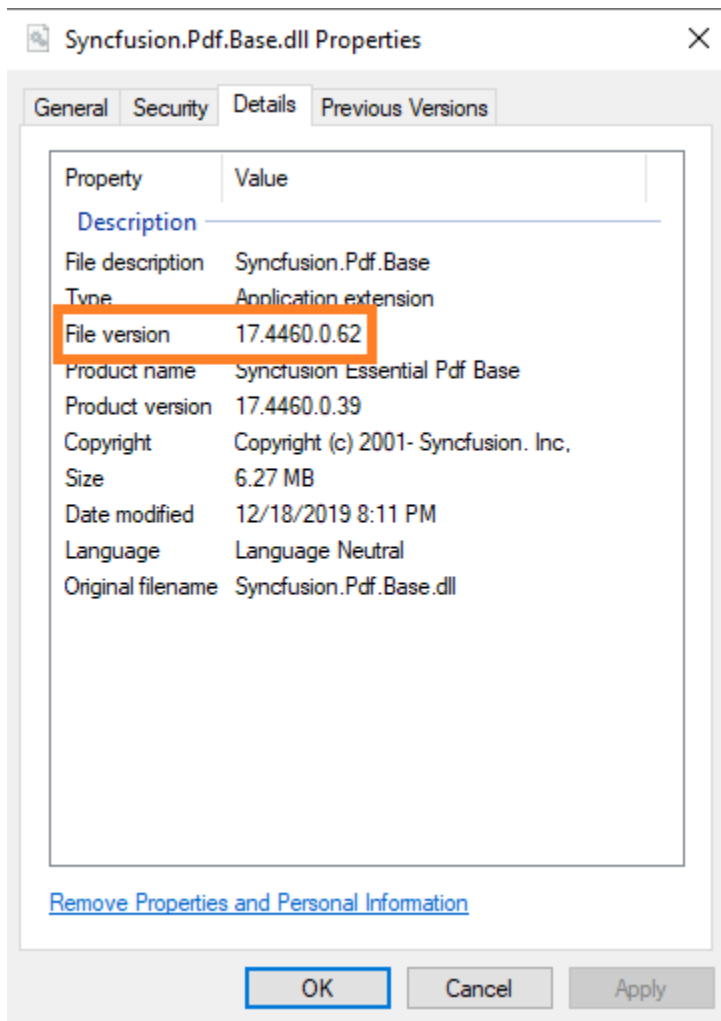 Syncfusion.Pdf.Base.dll Properties
General Security Details Previous Versions
Property Value
Description
File description Syncfusion.Pdf.Base
Type Application extension
File version 17.4460.0.62
Product name Syncfusion Essential Pdf Base
Product version 17.4460.0.39
Copyright Copyright (c) 2001- Syncfusion. Inc,
Size 6.27 MB
Date modified 12/18/2019 8:11 PM
Language Language Neutral
Original filename Syncfusion.Pdf.Base.dll
Remove Properties and Personal Information
OK Cancel Apply